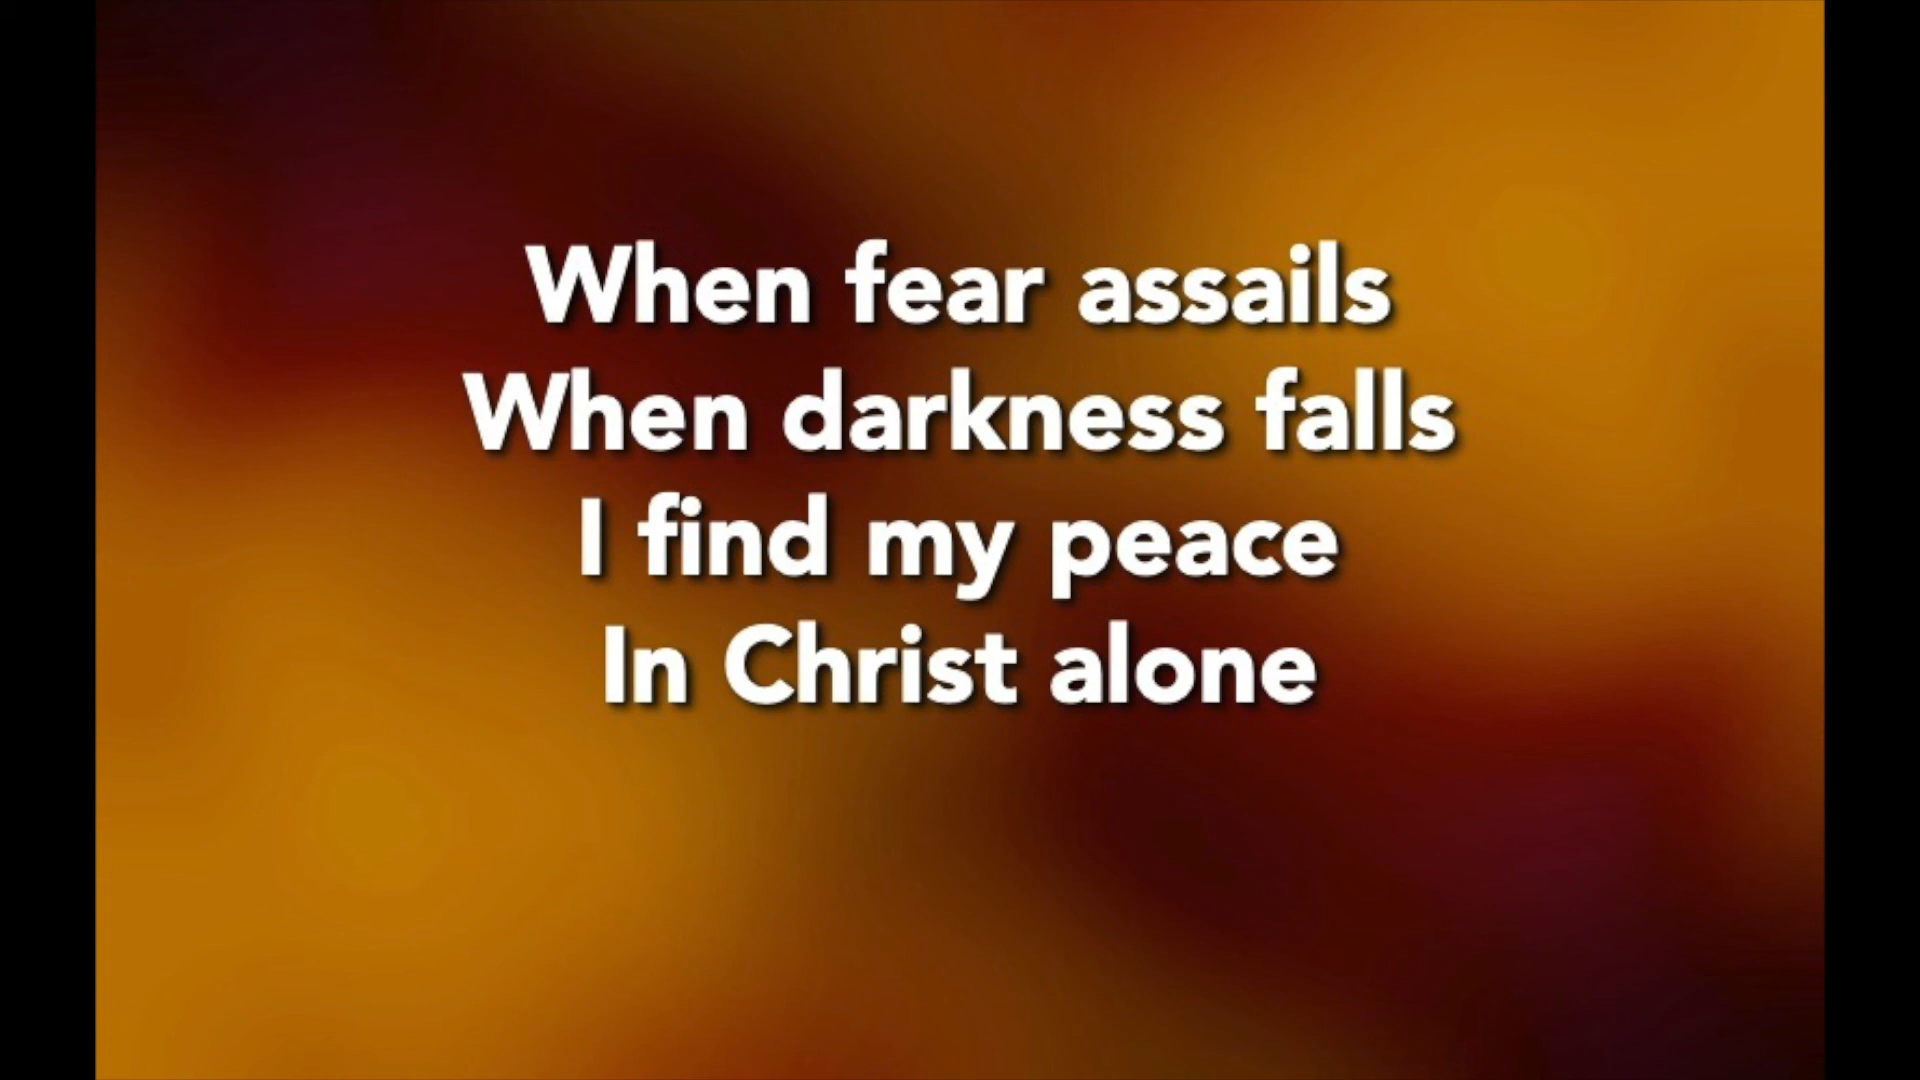 When fear assails
When darkness falls
I find my peace
In Christ alone